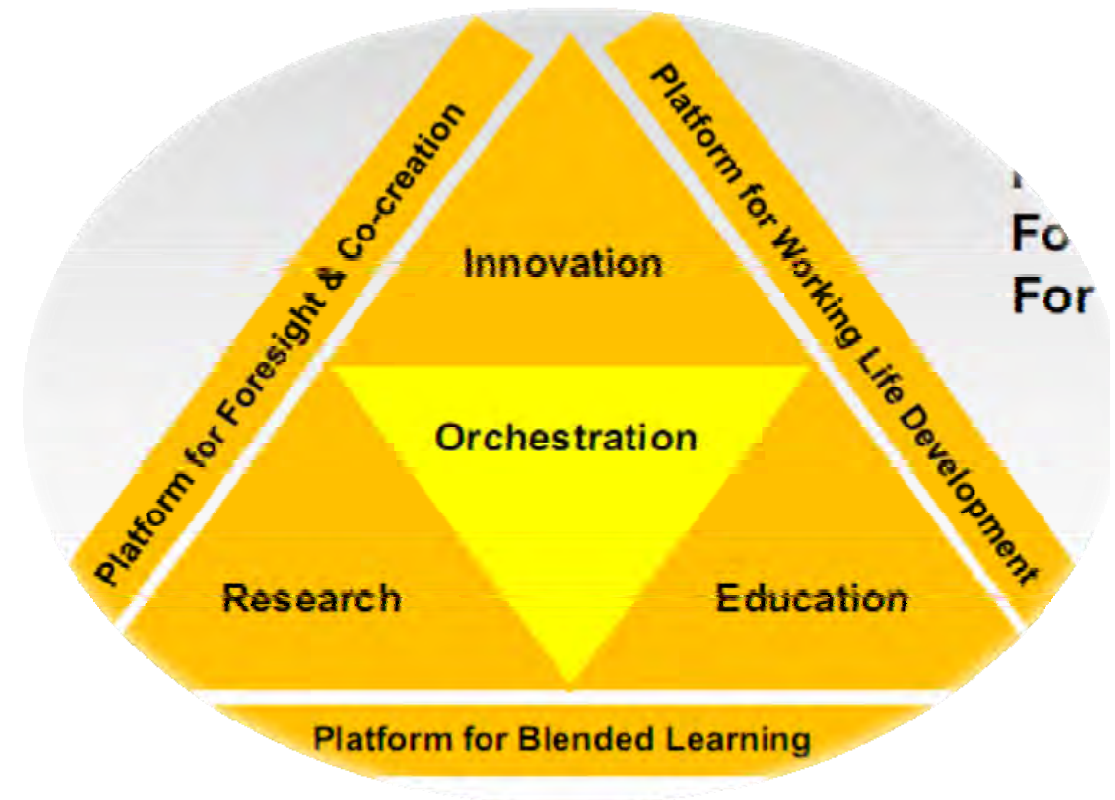 Platform for Foresight & Co-creation
Platform for Working Life Development
Innovation
For
Orchestration
Research
Education
Platform for Blended Learning